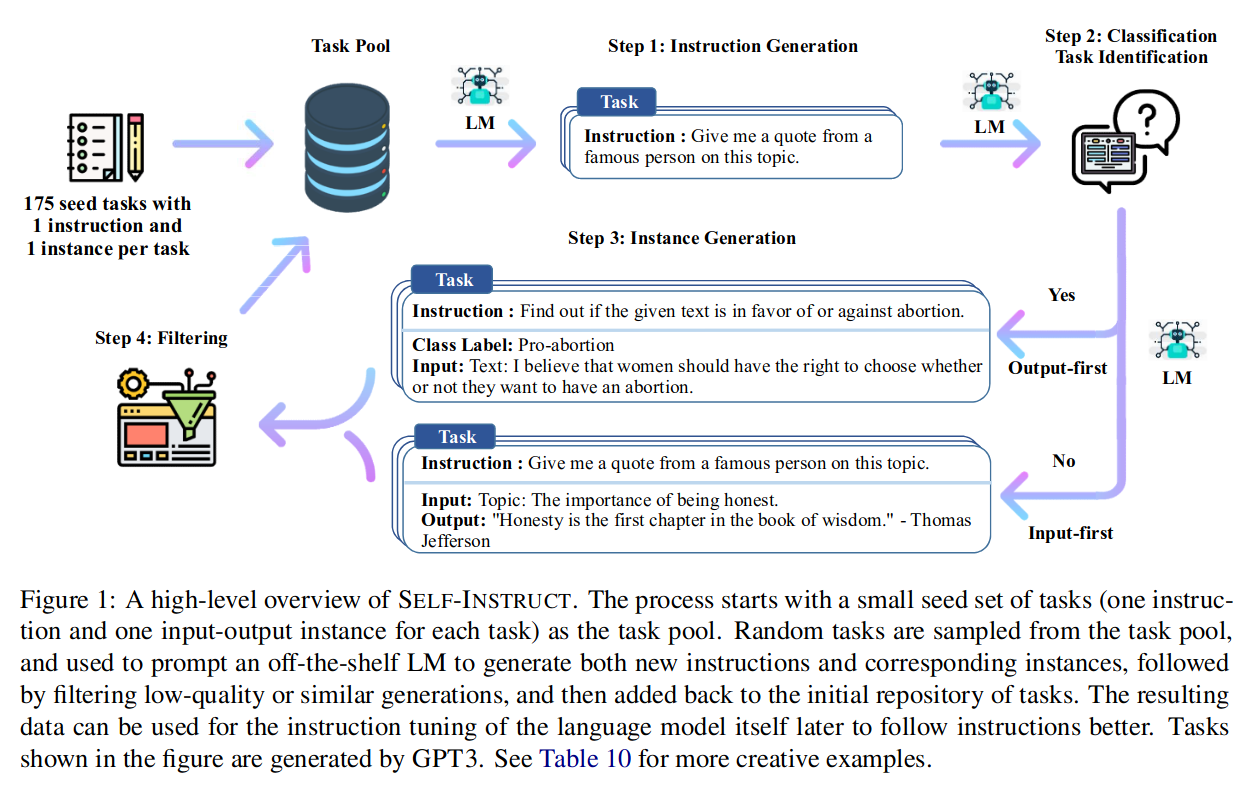 Task Pool
Step 1: Instruction Generation
Step 2: Classification
Task Identification
LM
Task
Instruction : Give me a quote from a
famous person on this topic.
LM
175 seed tasks with
1 instruction and
1 instance per task
Step 3: Instance Generation
Task
Instruction : Find out if the given text is in favor of or against abortion.
Class Label: Pro-abortion
Input: Text: I believe that women should have the right to choose whether
or not they want to have an abortion.
Yes
Output-first
LM
Step 4: Filtering
Task
Instruction : Give me a quote from a famous person on this topic.
Input: Topic: The importance of being honest.
Output: "Honesty is the first chapter in the book of wisdom." - Thomas
Jefferson
No
Input-first
Figure 1: A high-level overview of SELF-INSTRUCT. The process starts with a small seed set of tasks (one instruc-
tion and one input-output instance for each task) as the task pool. Random tasks are sampled from the task pool,
and used to prompt an off-the-shelf LM to generate both new instructions and corresponding instances, followed
by filtering low-quality or similar generations, and then added back to the initial repository of tasks. The resulting
data can be used for the instruction tuning of the language model itself later to follow instructions better. Tasks
shown in the figure are generated by GPT3. See Table 10 for more creative examples.